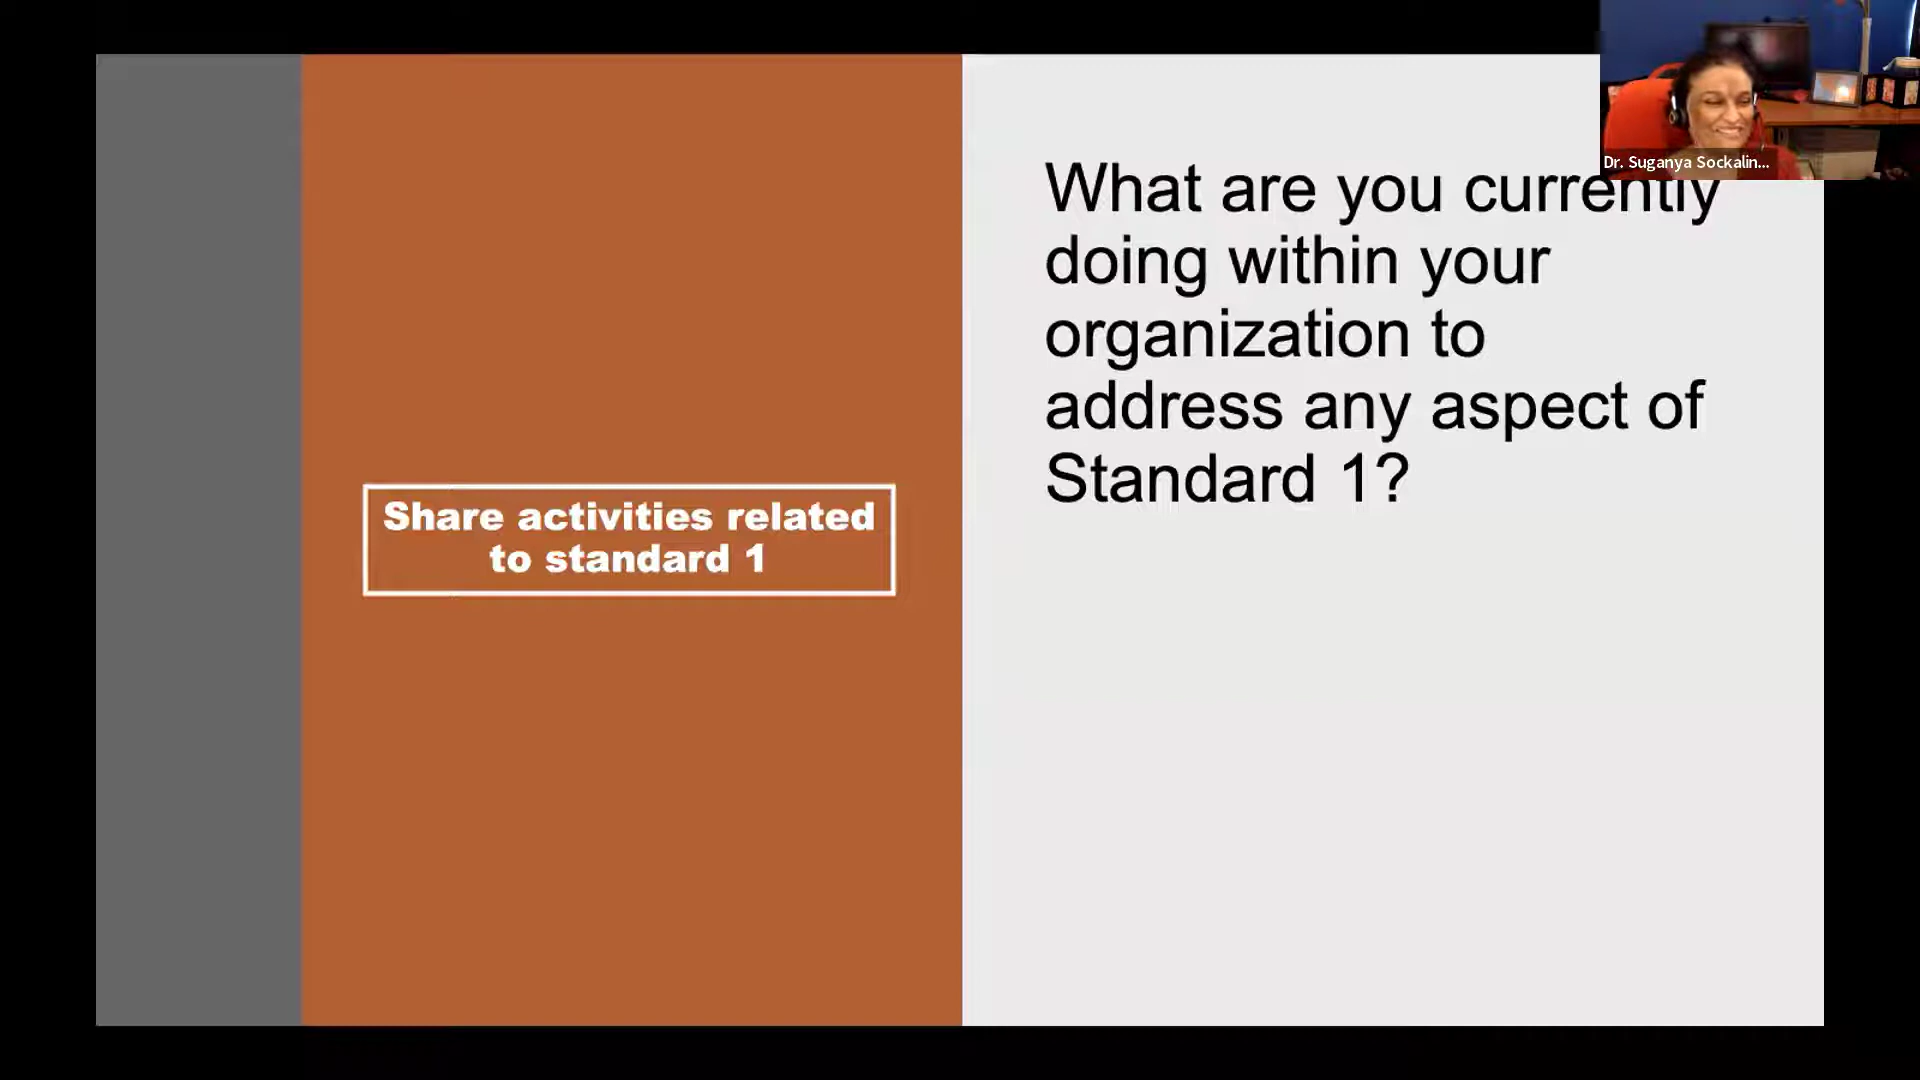 Share activities related
to standard 1
What are you currently
doing within your
organization to
address any aspect of
Standard 1?
Dr. Suganya Sockalin...